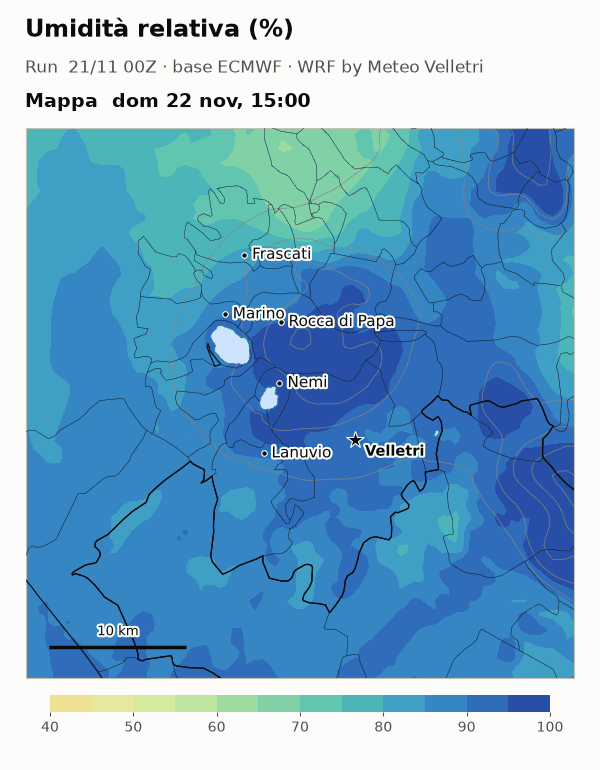 Umidità relativa (%)
Run  21/11 00Z · base ECMWF · WRF by Meteo Velletri
Mappa  dom 22 nov, 15:00
Frascati
Marino
Rocca di Papa
Nemi
Velletri
Lanuvio
10 km
40 50 60 70 80 90 100